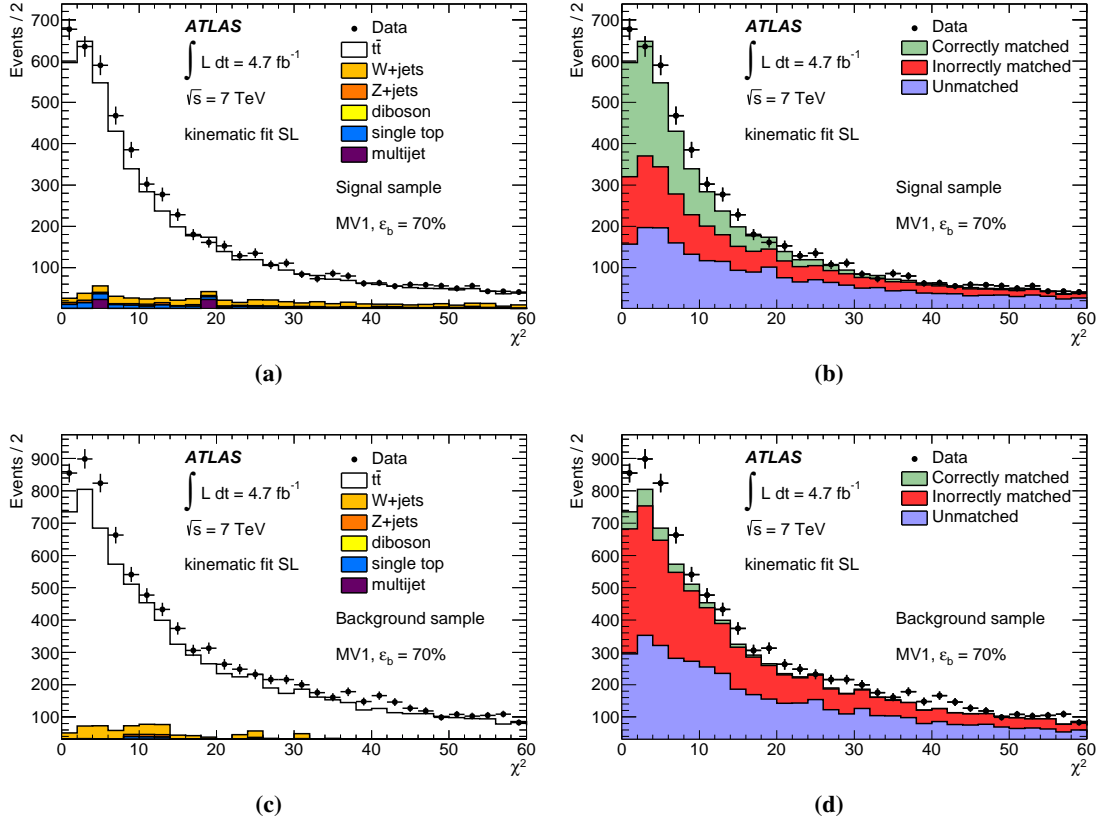 Events / 2
700
600
500
400
300
200
100
0 10 20 30 40 50 60
χ²
ATLAS
∫ L dt = 4.7 fb⁻¹
√s = 7 TeV
kinematic fit SL
Data
tt̄
W+jets
Z+jets
diboson
single top
multijet
Signal sample
MV1, ε_b = 70%
(a)
Events / 2
700
600
500
400
300
200
100
0 10 20 30 40 50 60
χ²
ATLAS
∫ L dt = 4.7 fb⁻¹
√s = 7 TeV
kinematic fit SL
Data
Correctly matched
Inorrectly matched
Unmatched
Signal sample
MV1, ε_b = 70%
(b)
Events / 2
900
800
700
600
500
400
300
200
100
0 10 20 30 40 50 60
χ²
ATLAS
∫ L dt = 4.7 fb⁻¹
√s = 7 TeV
kinematic fit SL
Data
tt̄
W+jets
Z+jets
diboson
single top
multijet
Background sample
MV1, ε_b = 70%
(c)
Events / 2
900
800
700
600
500
400
300
200
100
0 10 20 30 40 50 60
χ²
ATLAS
∫ L dt = 4.7 fb⁻¹
√s = 7 TeV
kinematic fit SL
Data
Correctly matched
Inorrectly matched
Unmatched
Background sample
MV1, ε_b = 70%
(d)